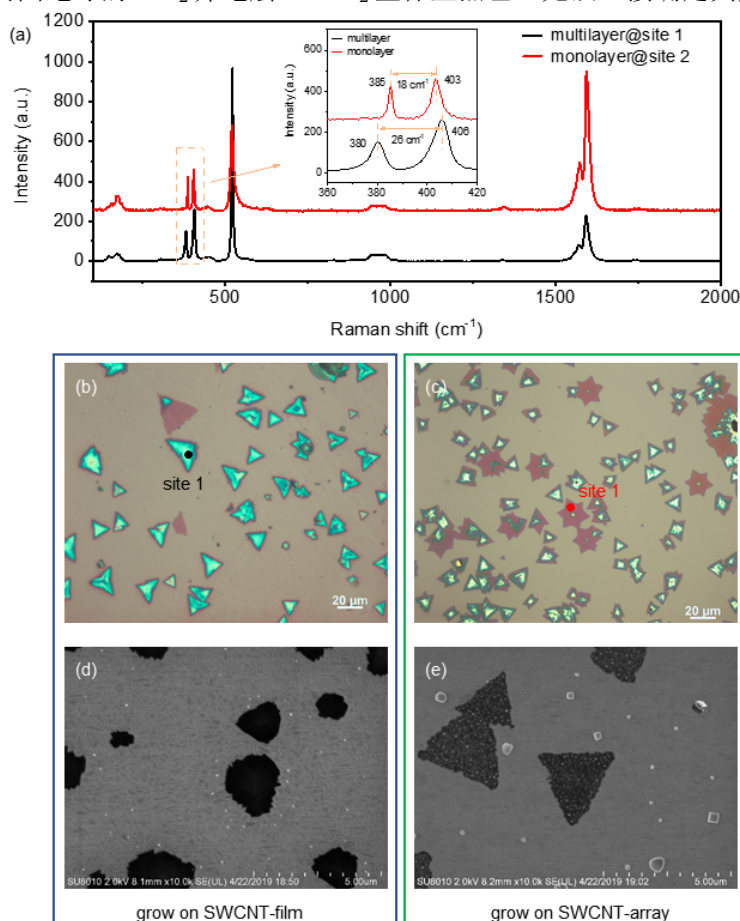 (a)
1200
1000
800
600
400
200
0
Intensity (a.u.)
500
1000
1500
2000
Raman shift (cm⁻¹)
multilayer@site 1
monolayer@site 2
multilayer
monolayer
600
400
200
0
Intensity (a.u.)
385
18 cm⁻¹
403
380
26 cm⁻¹
406
360
380
400
420
Raman shift (cm⁻¹)
(b)
site 1
20 μm
(c)
site 1
20 μm
(d)
SU8010 2.0kV 8.1mm x10.0k SE(UL) 4/22/2019 18:50
5.00um
(e)
SU8010 2.0kV 8.2mm x10.0k SE(UL) 4/22/2019 19:02
5.00um
grow on SWCNT-film
grow on SWCNT-array